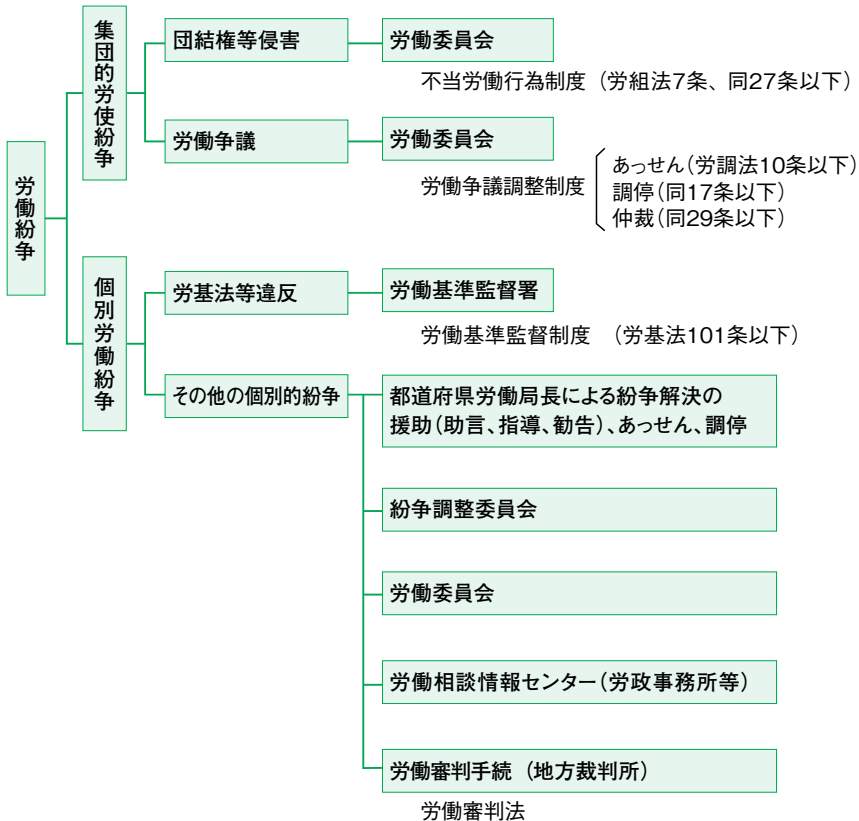 労働紛争
集団的労使紛争
団結権等侵害
労働委員会
不当労働行為制度（労組法7条、同27条以下）
労働争議
労働委員会
労働争議調整制度
あっせん（労調法10条以下）
調停（同17条以下）
仲裁（同29条以下）
個別労働紛争
労基法等違反
労働基準監督署
労働基準監督制度　（労基法101条以下）
その他の個別的紛争
都道府県労働局長による紛争解決の
援助（助言、指導、勧告）、あっせん、調停
紛争調整委員会
労働委員会
労働相談情報センター（労政事務所等）
労働審判手続（地方裁判所）
労働審判法